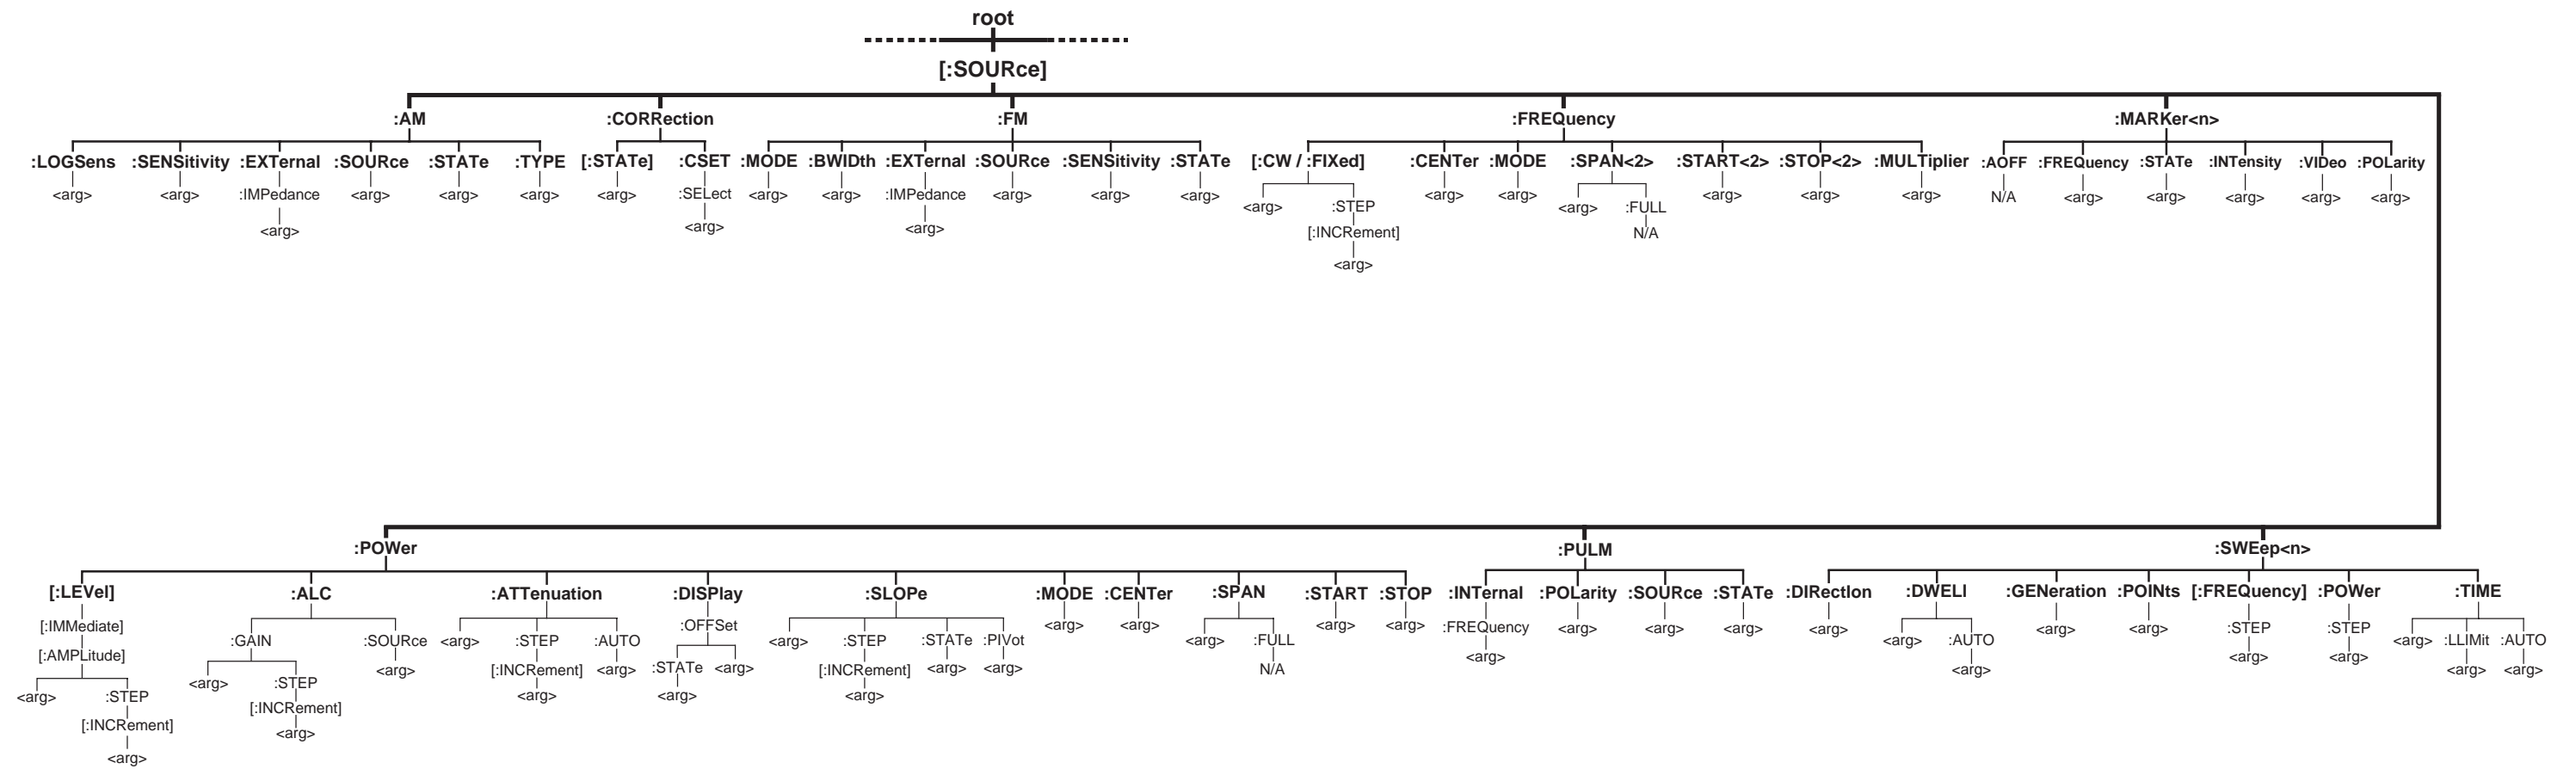 root
[:SOURce]
:AM :CORRection :FM :FREQuency :MARKer<n>
:LOGSens :SENSitivity :EXTernal :SOURce :STATe :TYPE [:STATe] :CSET :MODE :BWIDth :EXTernal :SOURce :SENSitivity :STATe [:CW / :FIXed] :CENTer :MODE :SPAN<2> :START<2> :STOP<2> :MULTiplier :AOFF :FREQuency :STATe :INTensity :VIDeo :POLarity
<arg> <arg> :IMPedance <arg> <arg> <arg> <arg> :SELect <arg> <arg> :IMPedance <arg> <arg> <arg> <arg> <arg> <arg> <arg> <arg> N/A <arg> <arg> <arg> <arg> <arg>
<arg> :STEP <arg> :FULL
<arg> <arg> <arg> [:INCRement] N/A
<arg>
:POWer :PULM :SWEep<n>
[:LEVel] :ALC :ATTenuation :DISPlay :SLOPe :MODE :CENTer :SPAN :START :STOP :INTernal :POLarity :SOURce :STATe :DIRectIon :DWELl :GENeration :POINts [:FREQuency] :POWer :TIME
[:IMMediate] :OFFSet <arg> <arg> <arg> <arg> :FREQuency <arg> <arg> <arg> <arg> <arg> <arg> :STEP :STEP
:GAIN :SOURce <arg> :STEP :AUTO <arg> :STEP :STATe :PIVot <arg> :FULL <arg> :AUTO <arg> :LLIMit :AUTO
[:AMPLitude] <arg> <arg> <arg>
<arg> [:INCRement] <arg> :STATe <arg> [:INCRement] <arg> <arg> N/A <arg> <arg> <arg>
<arg> :STEP
<arg> :STEP <arg> <arg> <arg>
[:INCRement]
[:INCRement] <arg>
<arg>